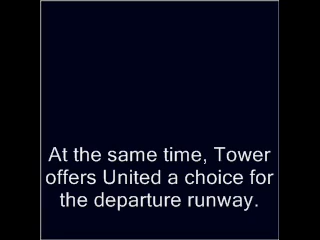 At the same time, Tower
offers United a choice for
the departure runway.